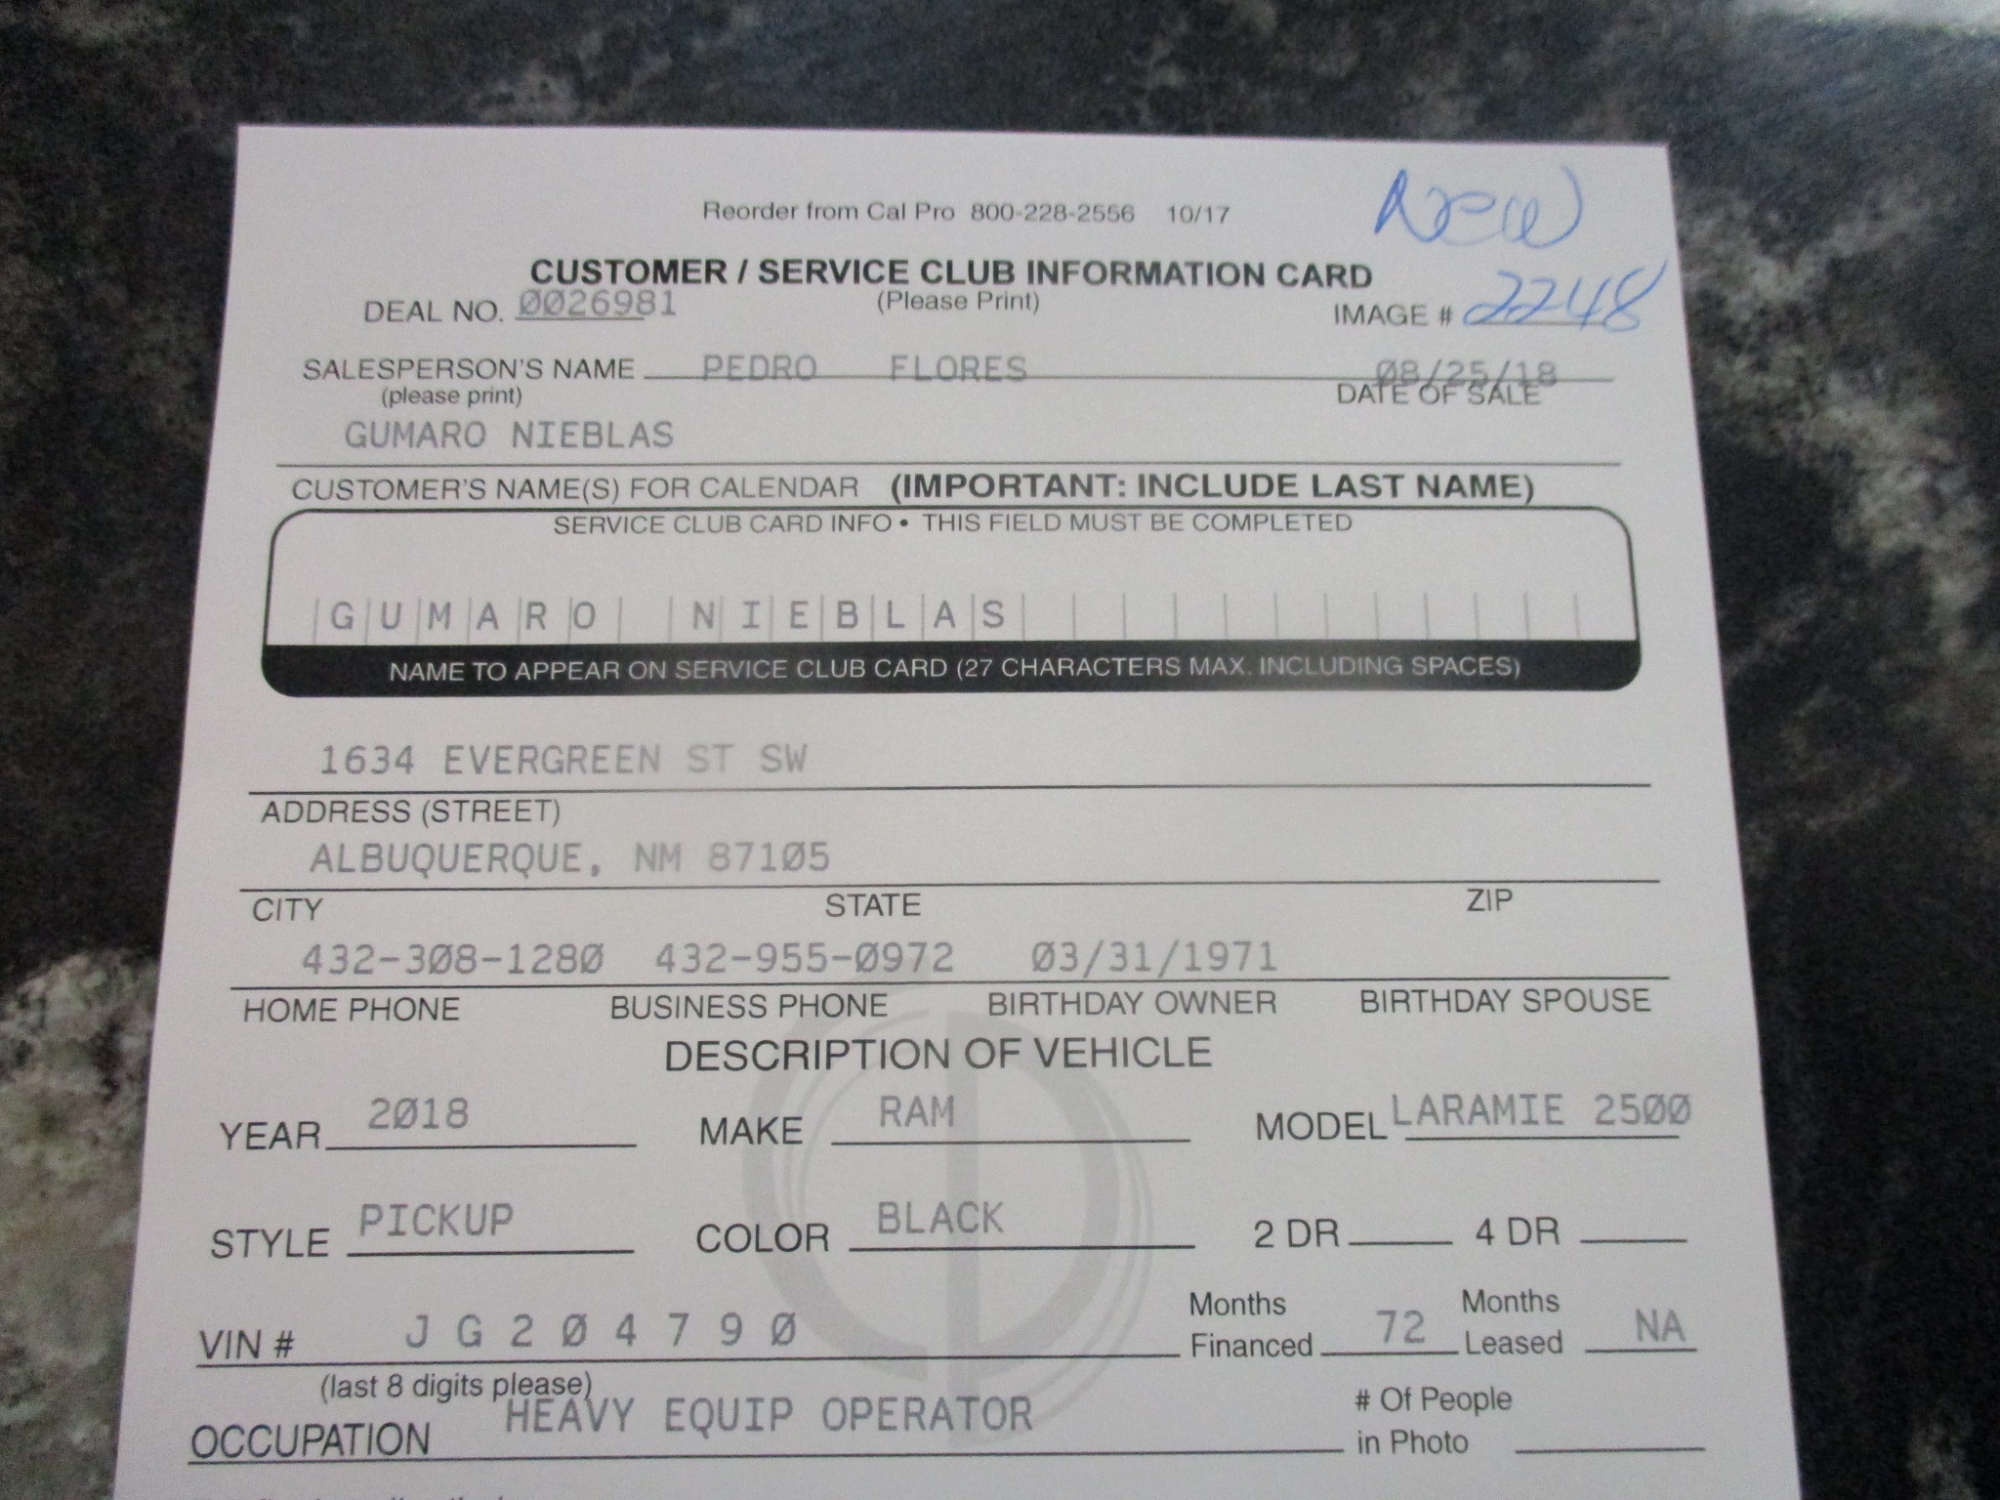 Reorder from Cal Pro 800-228-2556 10/17
New
CUSTOMER / SERVICE CLUB INFORMATION CARD
DEAL NO. 0026981 (Please Print) IMAGE # 2248
SALESPERSON'S NAME PEDRO FLORES 08/25/18
(please print) DATE OF SALE
GUMARO NIEBLAS
CUSTOMER'S NAME(S) FOR CALENDAR (IMPORTANT: INCLUDE LAST NAME)
SERVICE CLUB CARD INFO • THIS FIELD MUST BE COMPLETED
GUMARO NIEBLAS
NAME TO APPEAR ON SERVICE CLUB CARD (27 CHARACTERS MAX. INCLUDING SPACES)
1634 EVERGREEN ST SW
ADDRESS (STREET)
ALBUQUERQUE, NM 87105
CITY STATE ZIP
432-308-1280 432-955-0972 03/31/1971
HOME PHONE BUSINESS PHONE BIRTHDAY OWNER BIRTHDAY SPOUSE
DESCRIPTION OF VEHICLE
YEAR 2018 MAKE RAM MODEL LARAMIE 2500
STYLE PICKUP COLOR BLACK 2 DR 4 DR
VIN # JG204790 Months Financed 72 Months Leased NA
(last 8 digits please)
OCCUPATION HEAVY EQUIP OPERATOR # Of People in Photo